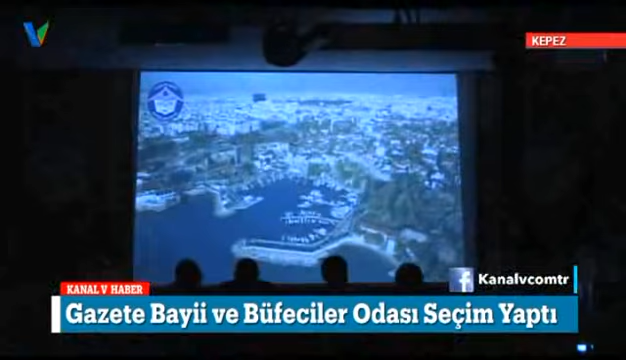 KEPEZ
Kanalvcomtr
KANAL V HABER
Gazete Bayii ve Büfeciler Odası Seçim Yaptı